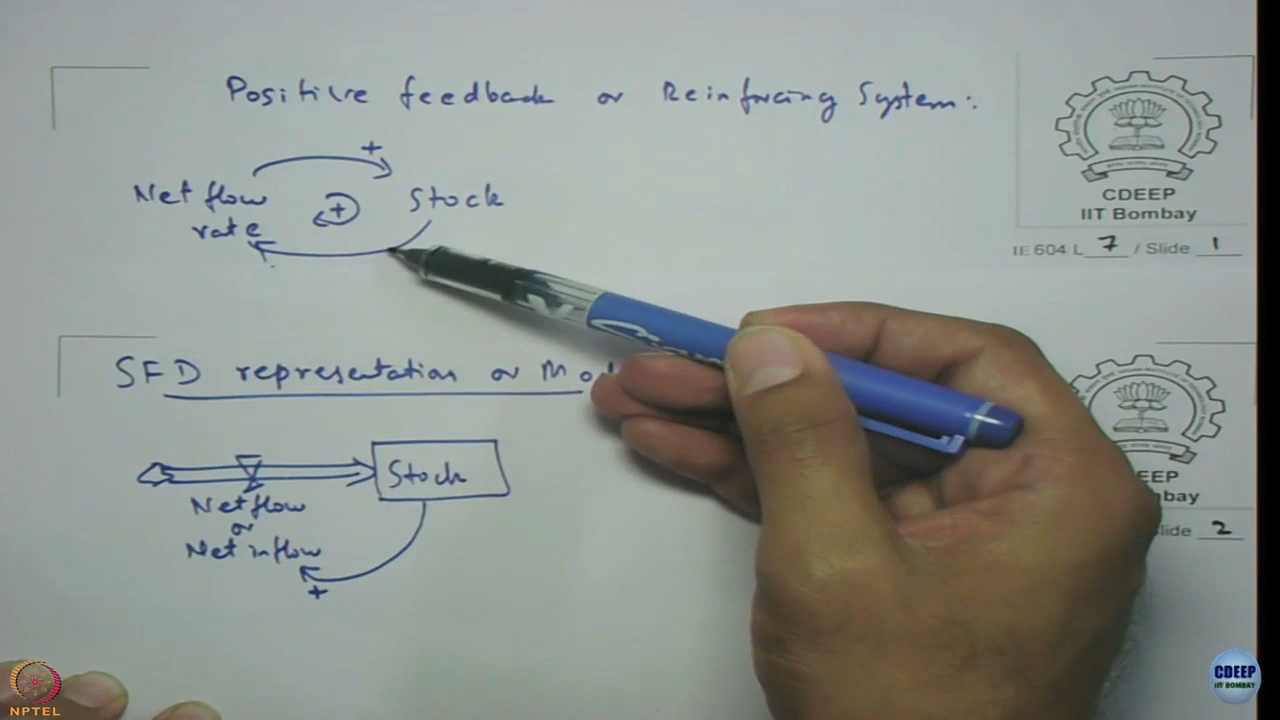 Positive feedback or Reinforcing System:
+
Net flow
rate
+
Stock
CDEEP
IIT Bombay
IE 604 L 7 / Slide 1
SFD representation or
+
Stock
Net flow
or
Net inflow
+
Slide 2
NPTEL
CDEEP
IIT BOMBAY